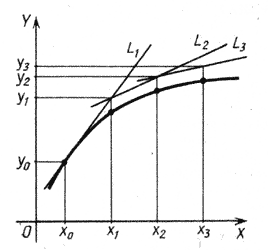 Y
L₁ L₂ L₃
y₃
y₂
y₁
y₀
O x₀ x₁ x₂ x₃ X